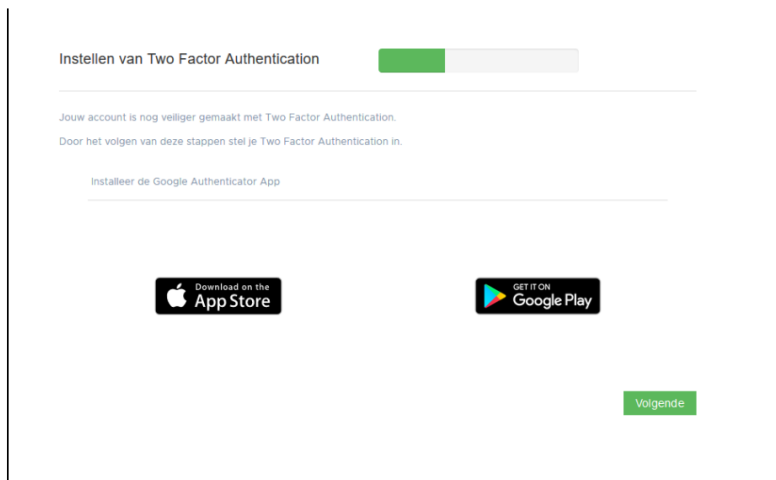 Instellen van Two Factor Authentication
Jouw account is nog veiliger gemaakt met Two Factor Authentication.
Door het volgen van deze stappen stel je Two Factor Authentication in.
Installeer de Google Authenticator App
Download on the
App Store
GET IT ON
Google Play
Volgende